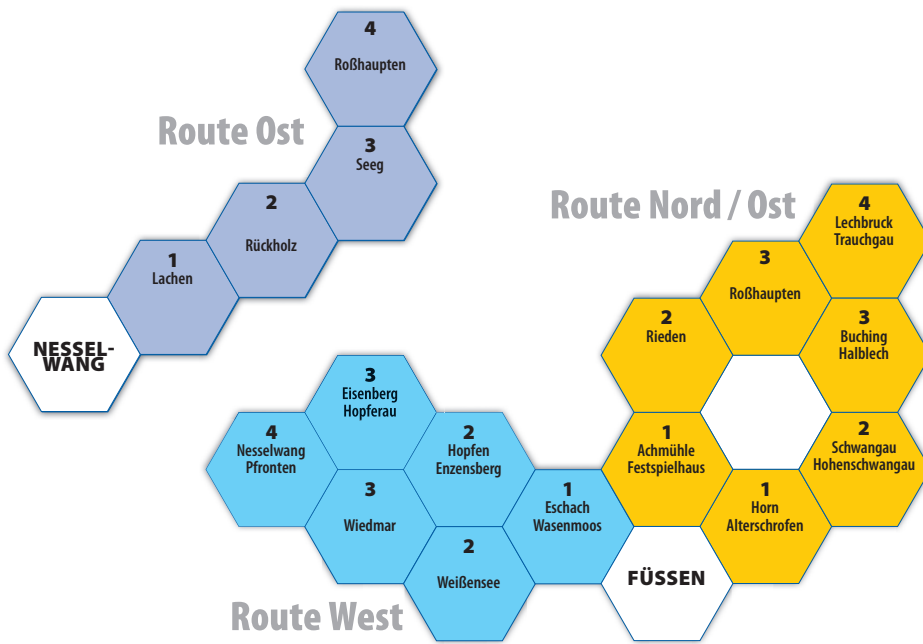 4
Roßhaupten
Route Ost
3
Seeg
2
Rückholz
1
Lachen
NESSEL-
WANG
Route Nord / Ost
4
Lechbruck
Trauchgau
3
Roßhaupten
2
Rieden
3
Buching
Halblech
1
Achmühle
Festspielhaus
2
Schwangau
Hohenschwangau
1
Horn
Alterschrofen
FÜSSEN
3
Eisenberg
Hopferau
4
Nesselwang
Pfronten
2
Hopfen
Enzensberg
3
Wiedmar
1
Eschach
Wasenmoos
2
Weißensee
Route West